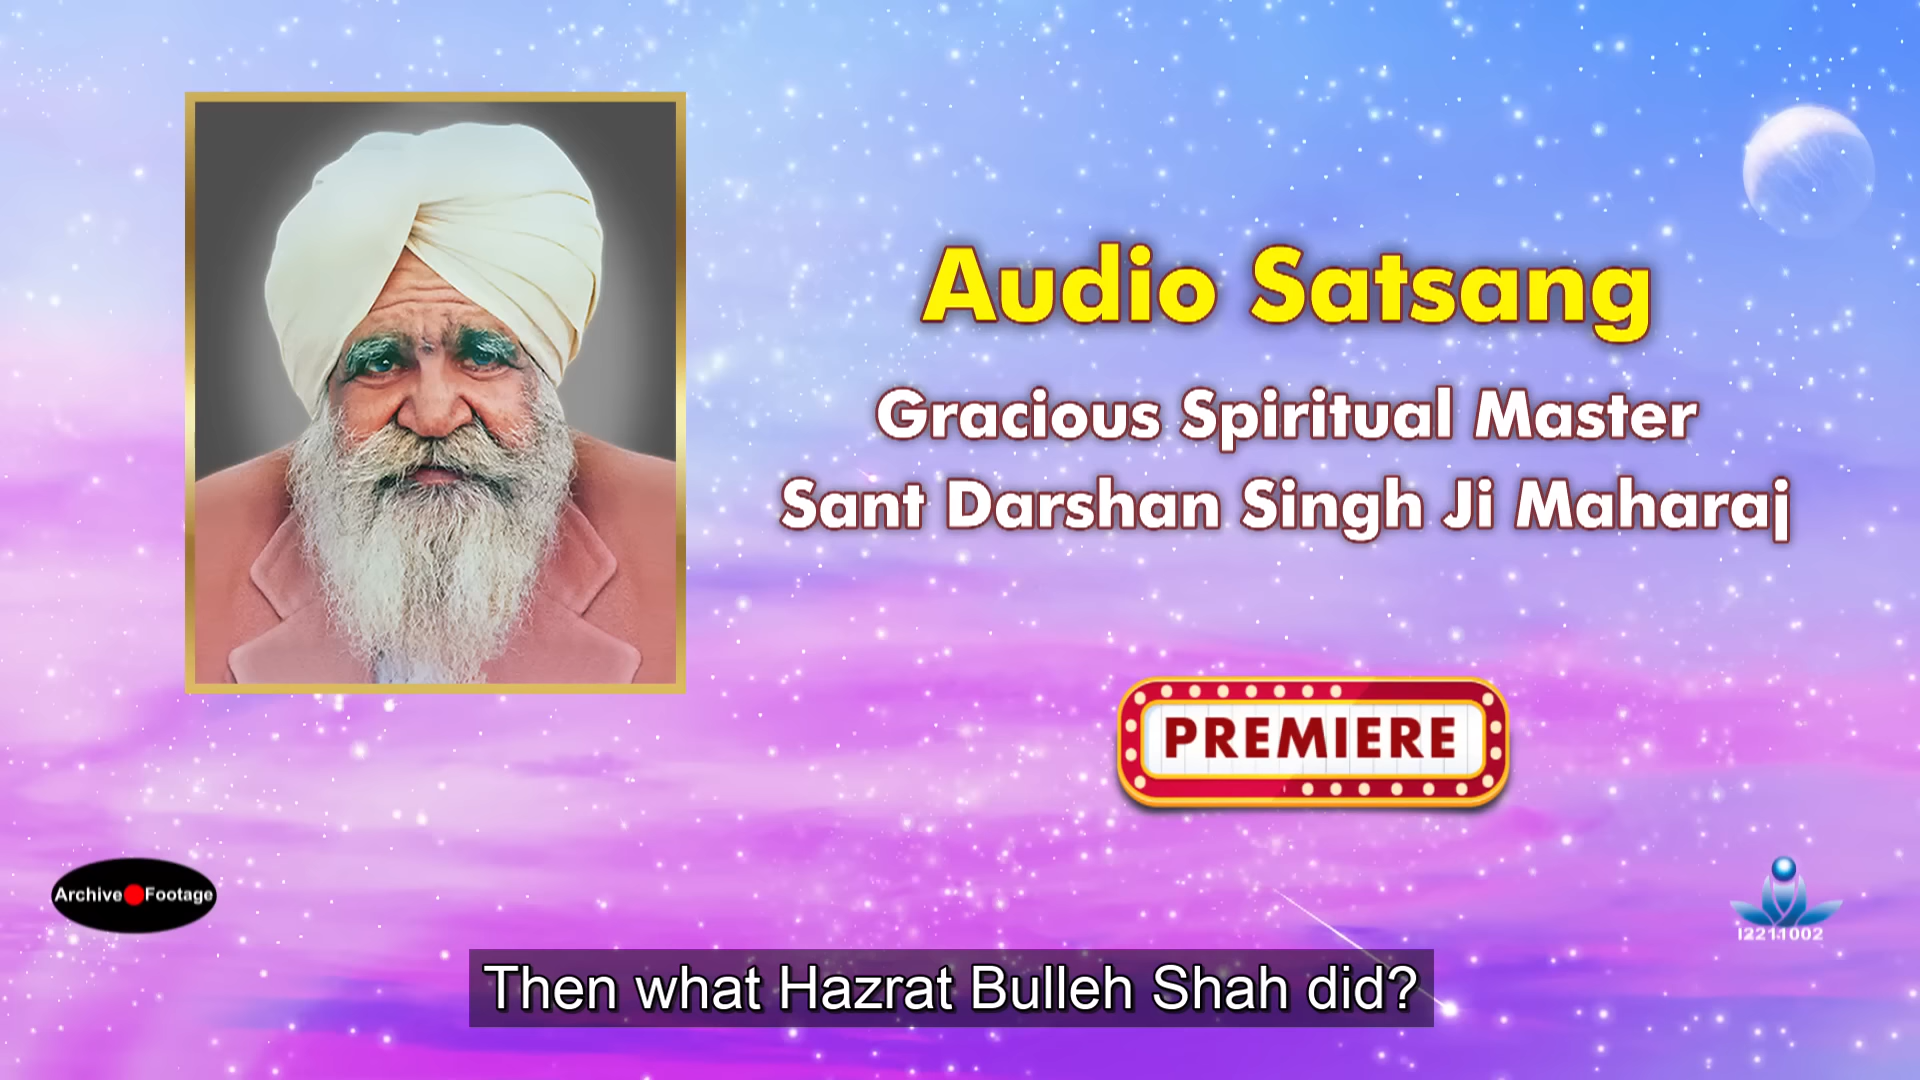 Audio Satsang
Gracious Spiritual Master
Sant Darshan Singh Ji Maharaj
PREMIERE
Archive Footage
I2211002
Then what Hazrat Bulleh Shah did?